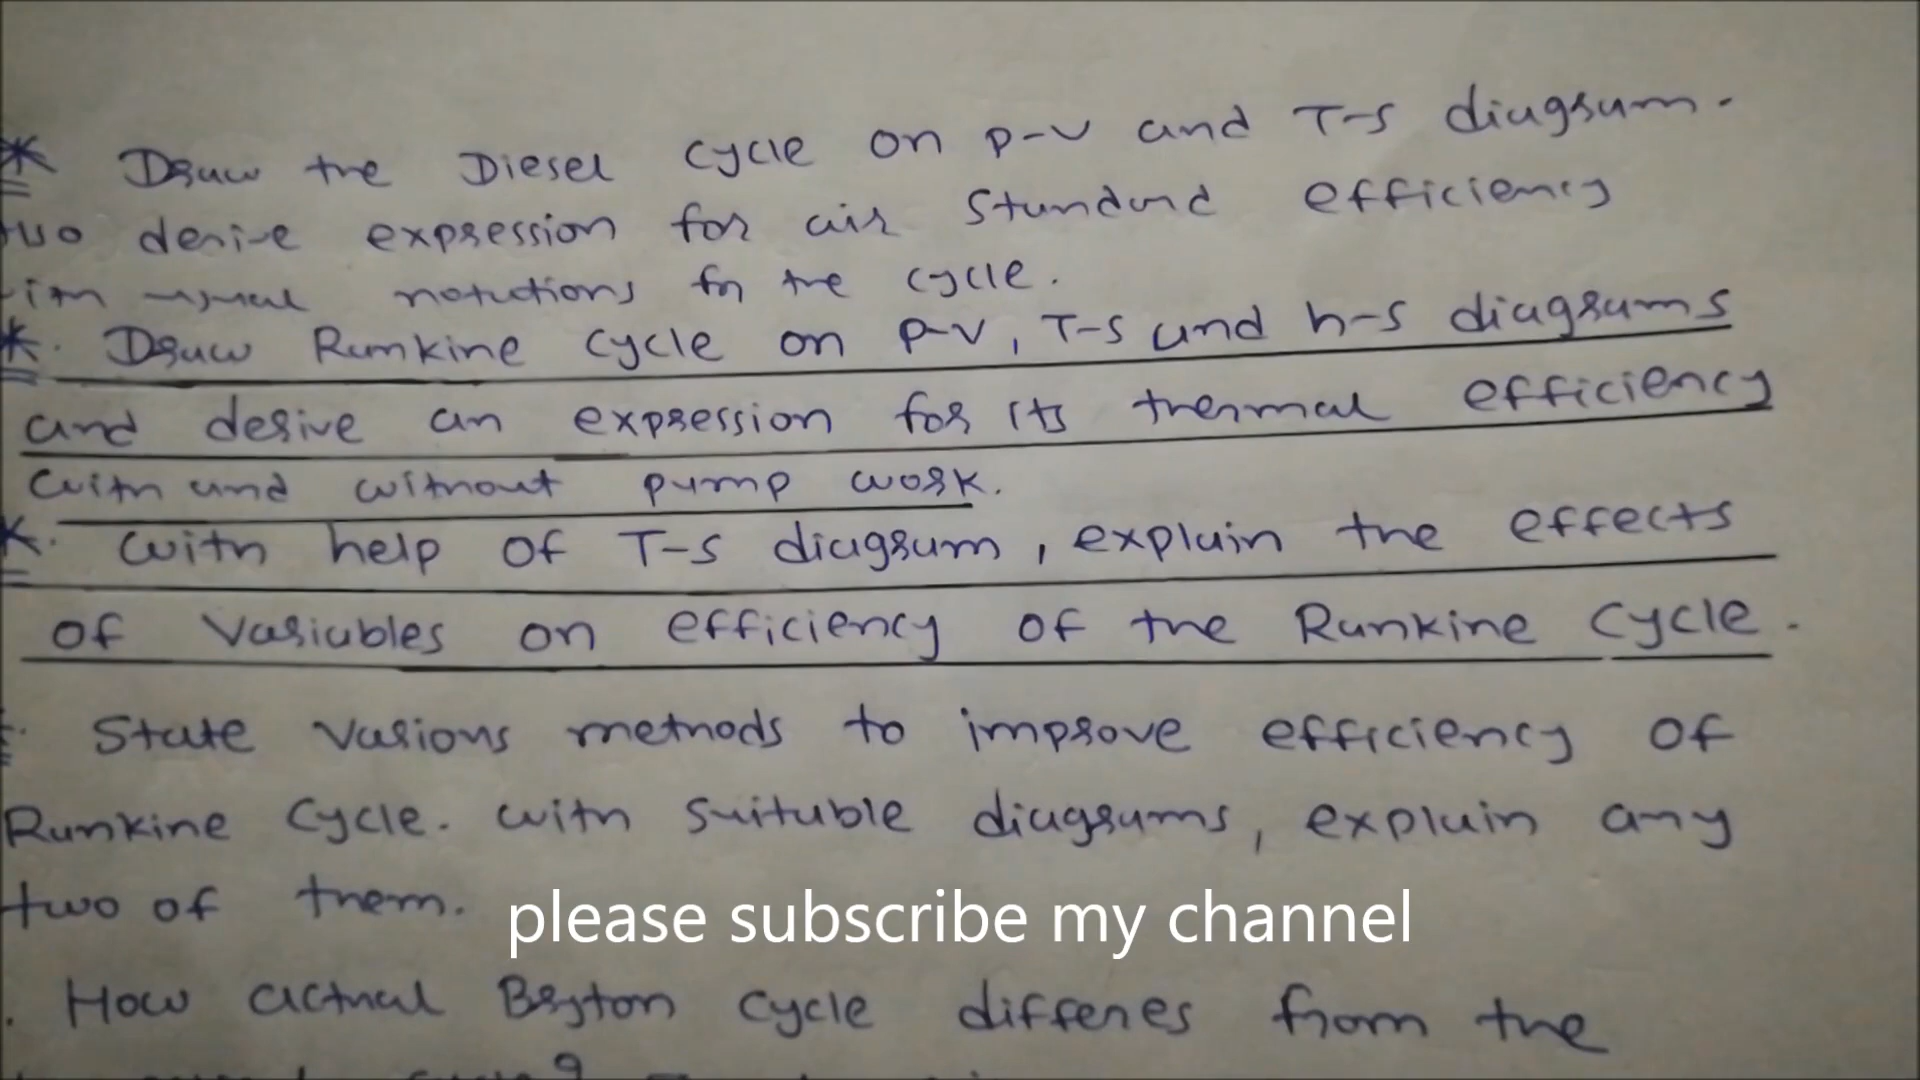 * Draw the Diesel cycle on p-v and T-s diagram.
derive expression for air standard efficiency
usual notations for the cycle.
*. Draw Rankine cycle on p-v, T-s and h-s diagrams
and derive an expression for its thermal efficiency
with and without pump work.
*. With help of T-s diagram, explain the effects
of variables on efficiency of the Rankine Cycle.
State various methods to improve efficiency of
Rankine Cycle. with suitable diagrams, explain any
two of them.
please subscribe my channel
. How actual Bryton cycle differes from the